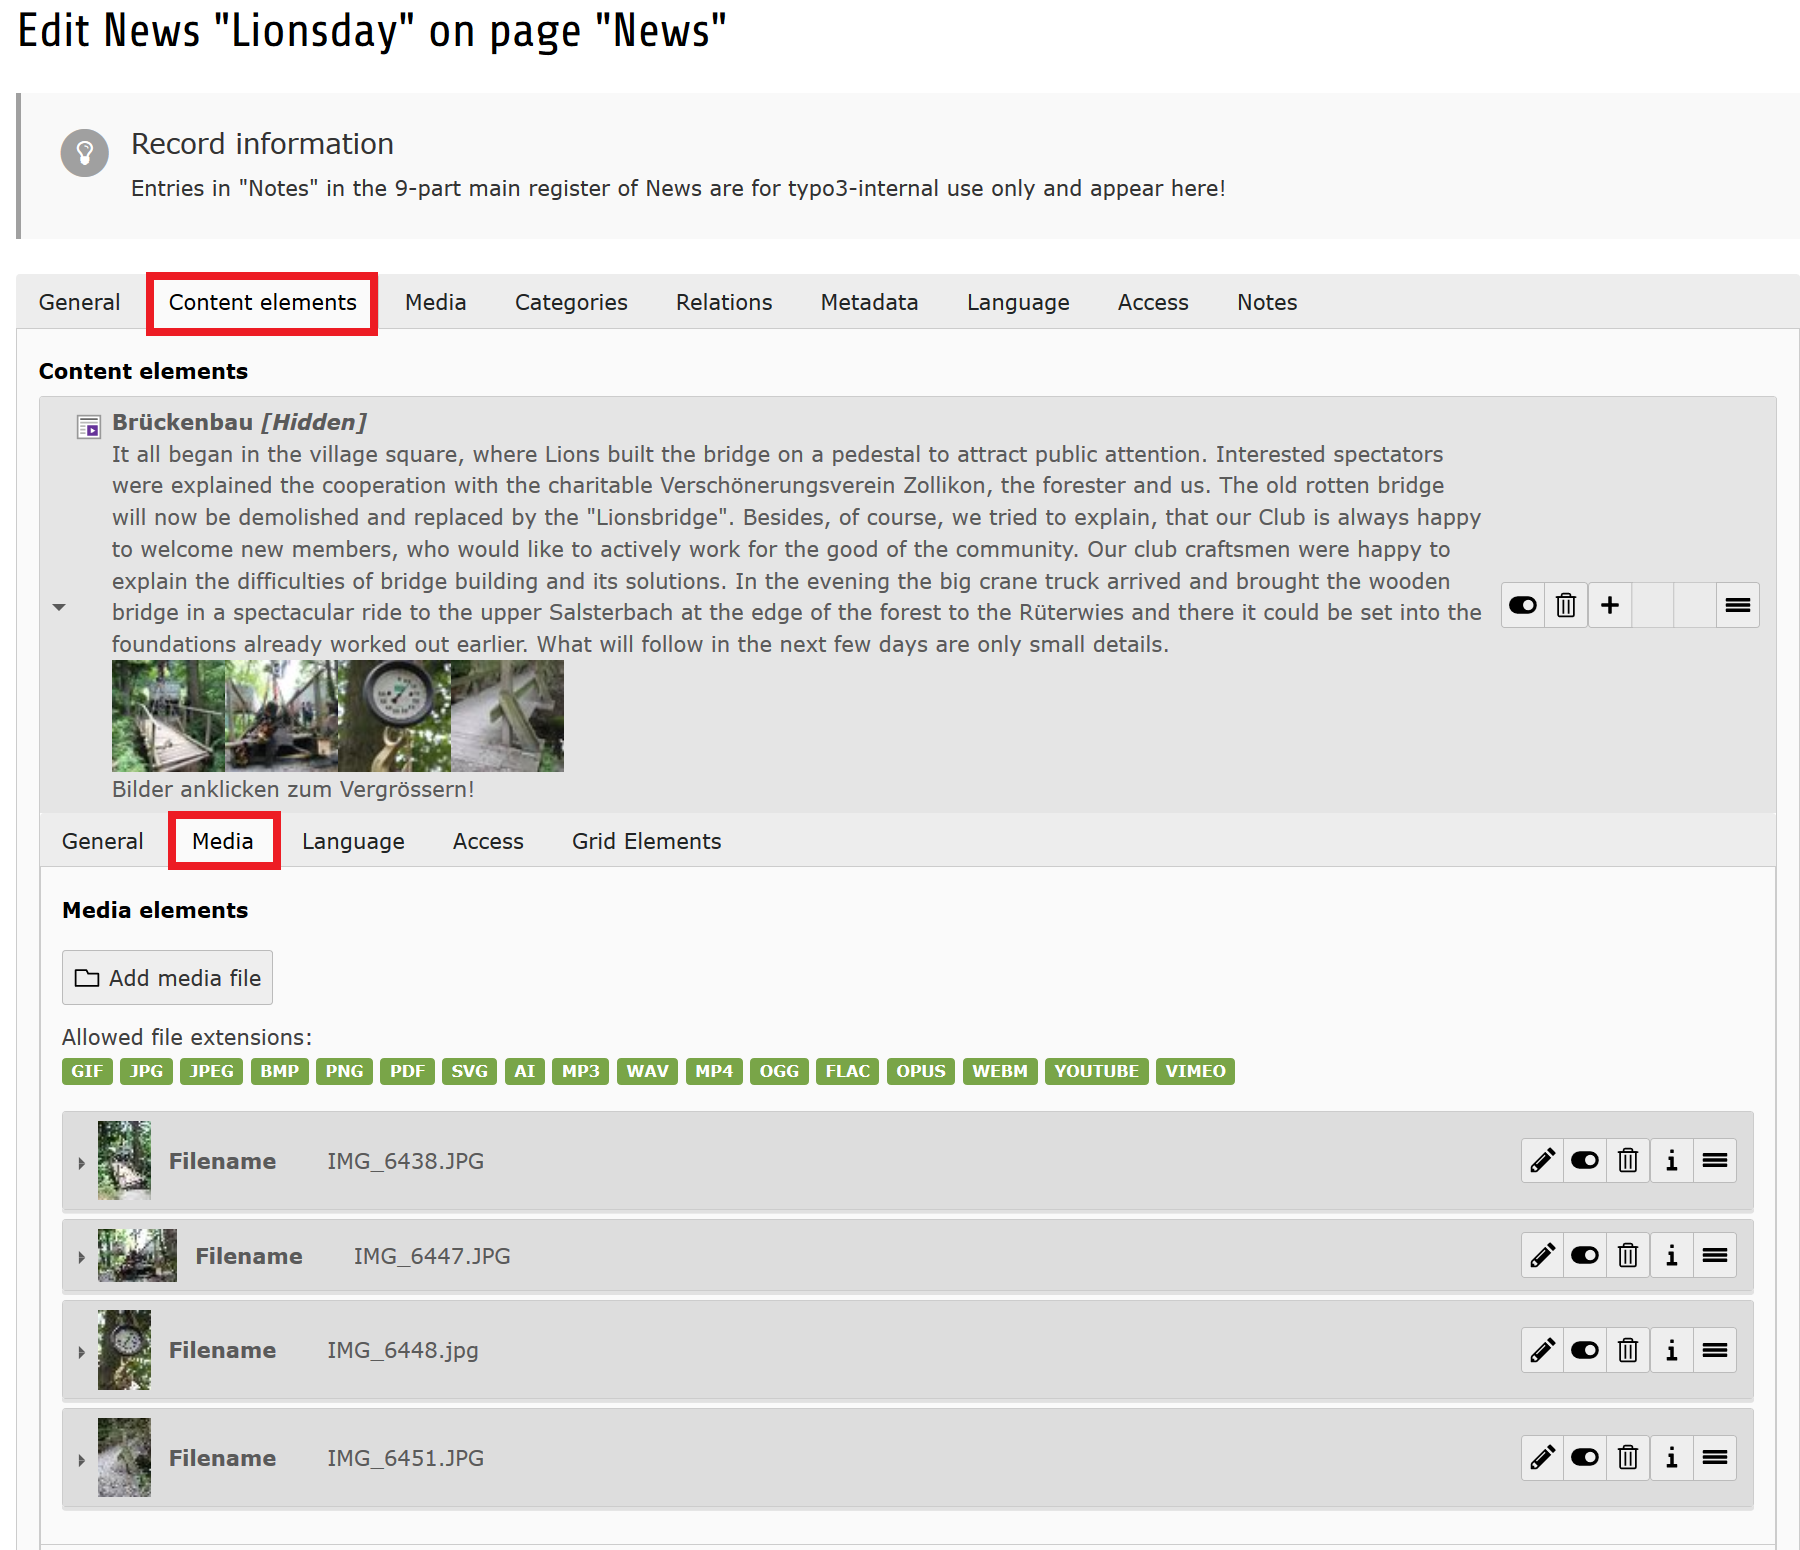 Edit News "Lionsday" on page "News"
Record information
Entries in "Notes" in the 9-part main register of News are for typo3-internal use only and appear here!
General Content elements Media Categories Relations Metadata Language Access Notes
Content elements
Brückenbau [Hidden]
It all began in the village square, where Lions built the bridge on a pedestal to attract public attention. Interested spectators
were explained the cooperation with the charitable Verschönerungsverein Zollikon, the forester and us. The old rotten bridge
will now be demolished and replaced by the "Lionsbridge". Besides, of course, we tried to explain, that our Club is always happy
to welcome new members, who would like to actively work for the good of the community. Our club craftsmen were happy to
explain the difficulties of bridge building and its solutions. In the evening the big crane truck arrived and brought the wooden
bridge in a spectacular ride to the upper Salsterbach at the edge of the forest to the Rüterwies and there it could be set into the
foundations already worked out earlier. What will follow in the next few days are only small details.
Bilder anklicken zum Vergrössern!
General Media Language Access Grid Elements
Media elements
Add media file
Allowed file extensions:
GIF JPG JPEG BMP PNG PDF SVG AI MP3 WAV MP4 OGG FLAC OPUS WEBM YOUTUBE VIMEO
Filename IMG_6438.JPG
Filename IMG_6447.JPG
Filename IMG_6448.jpg
Filename IMG_6451.JPG